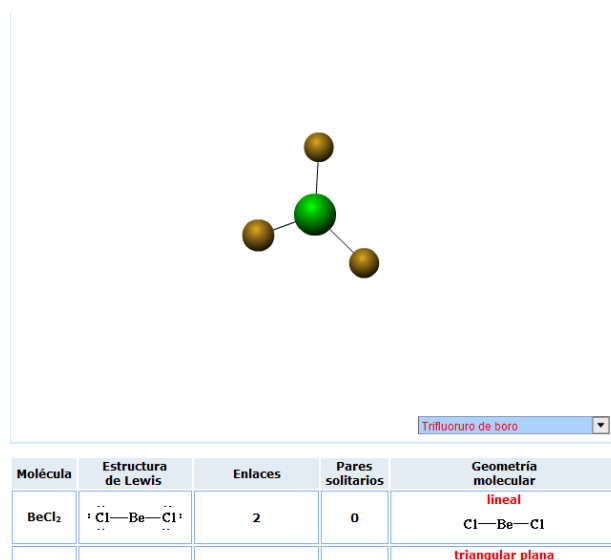 Trifluoruro de boro
Molécula Estructura de Lewis Enlaces Pares solitarios Geometría molecular
BeCl₂ :Cl—Be—Cl: 2 0 lineal
Cl—Be—Cl
triangular plana